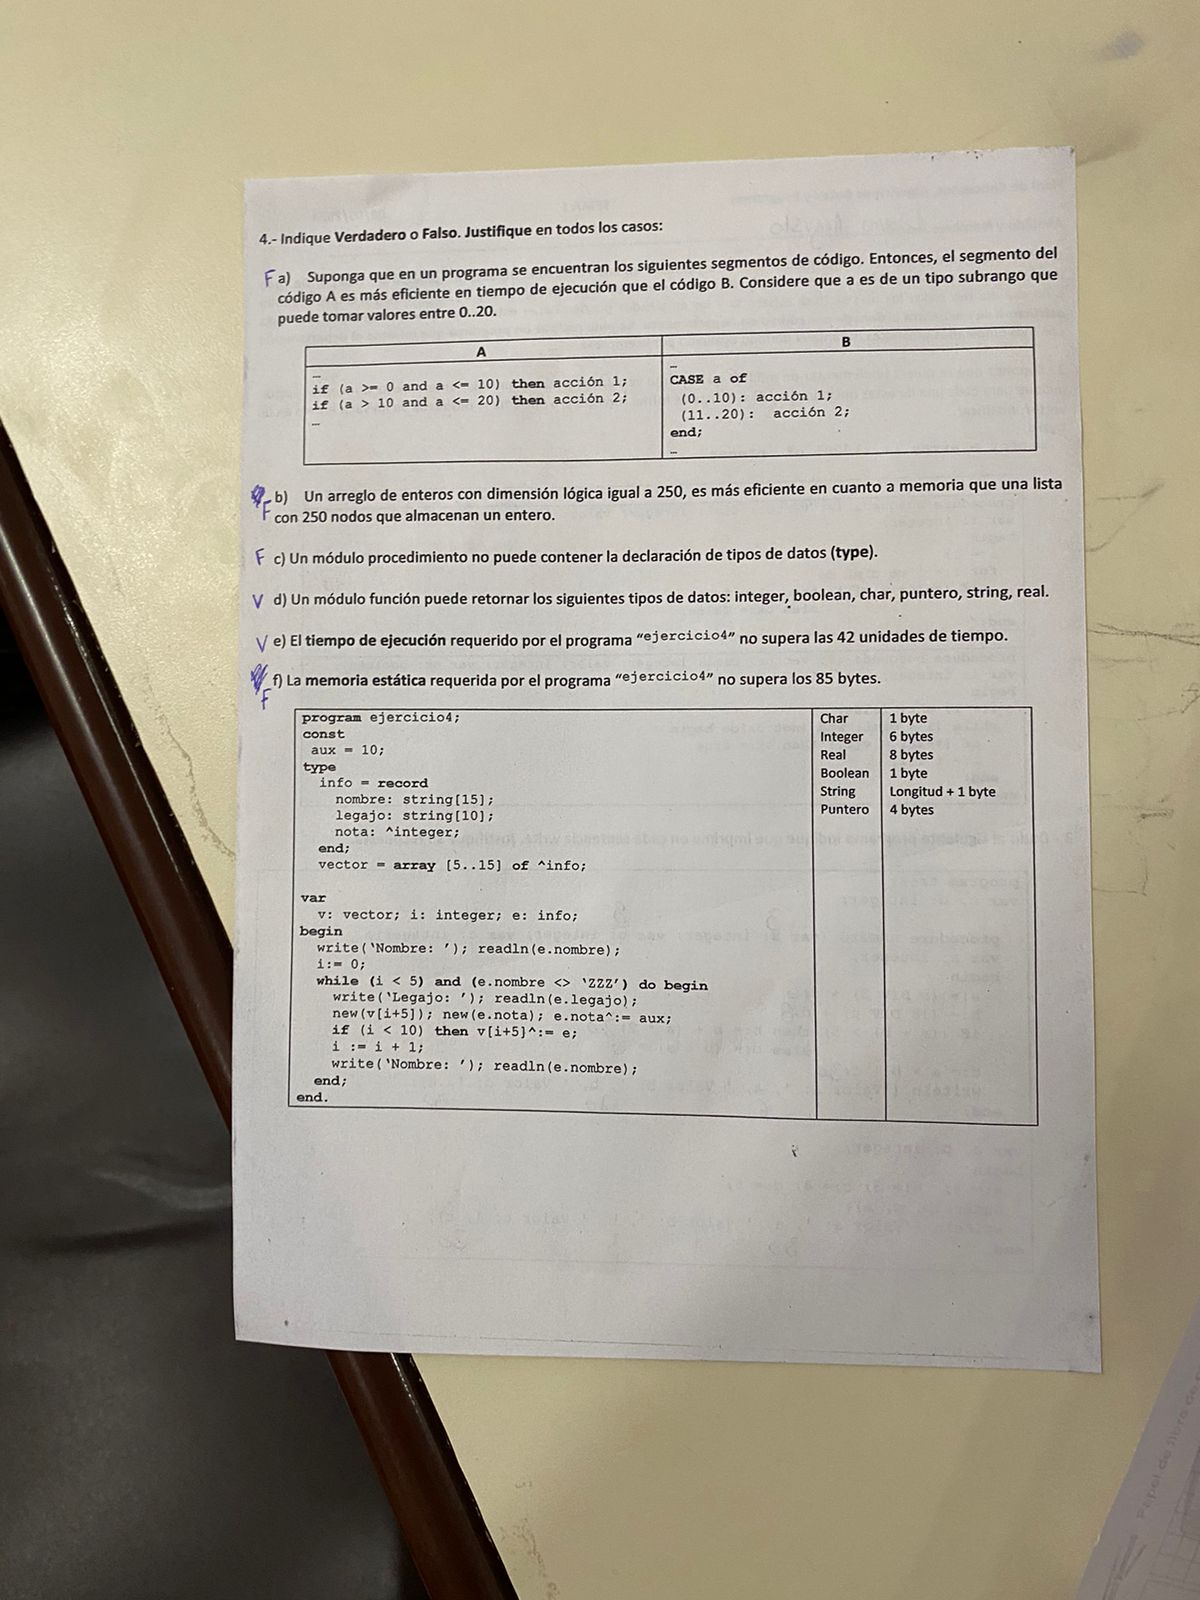 4.- Indique Verdadero o Falso. Justifique en todos los casos:
F a) Suponga que en un programa se encuentran los siguientes segmentos de código. Entonces, el segmento del
código A es más eficiente en tiempo de ejecución que el código B. Considere que a es de un tipo subrango que
puede tomar valores entre 0..20.
A
…
if (a >= 0 and a <= 10) then acción 1;
if (a > 10 and a <= 20) then acción 2;
…
B
…
CASE a of
(0..10): acción 1;
(11..20): acción 2;
end;
…
F b) Un arreglo de enteros con dimensión lógica igual a 250, es más eficiente en cuanto a memoria que una lista
con 250 nodos que almacenan un entero.
F c) Un módulo procedimiento no puede contener la declaración de tipos de datos (type).
V d) Un módulo función puede retornar los siguientes tipos de datos: integer, boolean, char, puntero, string, real.
V e) El tiempo de ejecución requerido por el programa "ejercicio4" no supera las 42 unidades de tiempo.
F f) La memoria estática requerida por el programa "ejercicio4" no supera los 85 bytes.
program ejercicio4;
const
aux = 10;
type
info = record
nombre: string[15];
legajo: string[10];
nota: ^integer;
end;
vector = array [5..15] of ^info;
var
v: vector; i: integer; e: info;
begin
write('Nombre: '); readln(e.nombre);
i:= 0;
while (i < 5) and (e.nombre <> 'ZZZ') do begin
write('Legajo: '); readln(e.legajo);
new(v[i+5]); new(e.nota); e.nota^:= aux;
if (i < 10) then v[i+5]^:= e;
i := i + 1;
write('Nombre: '); readln(e.nombre);
end;
end.
Char 1 byte
Integer 6 bytes
Real 8 bytes
Boolean 1 byte
String Longitud + 1 byte
Puntero 4 bytes